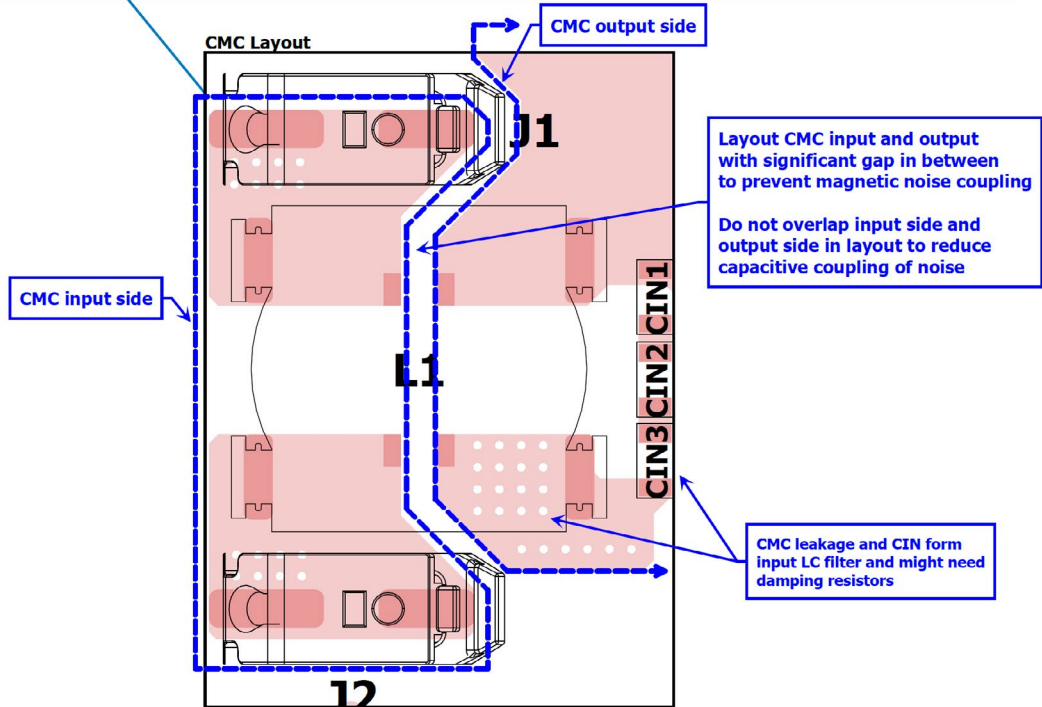 CMC output side
CMC Layout
J1
Layout CMC input and output
with significant gap in between
to prevent magnetic noise coupling
Do not overlap input side and
output side in layout to reduce
capacitive coupling of noise
CMC input side
CIN1
CIN2
L1
CIN3
CMC leakage and CIN form
input LC filter and might need
damping resistors
J2